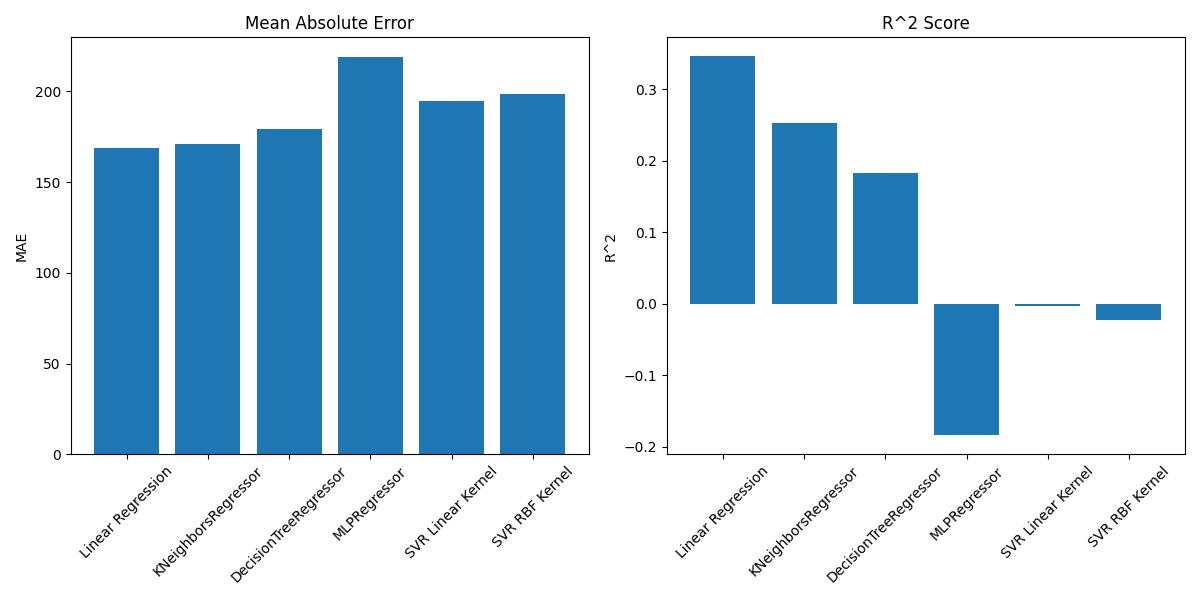 Mean Absolute Error
MAE
200
150
100
50
0
Linear Regression
KNeighborsRegressor
DecisionTreeRegressor
MLPRegressor
SVR Linear Kernel
SVR RBF Kernel
R^2 Score
R^2
0.3
0.2
0.1
0.0
−0.1
−0.2
Linear Regression
KNeighborsRegressor
DecisionTreeRegressor
MLPRegressor
SVR Linear Kernel
SVR RBF Kernel